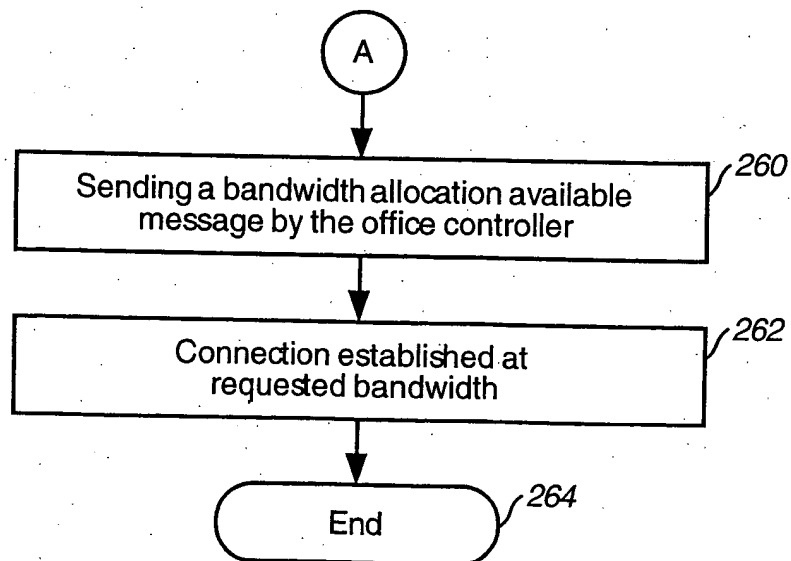 A
Sending a bandwidth allocation available
message by the office controller
260
Connection established at
requested bandwidth
262
End
264